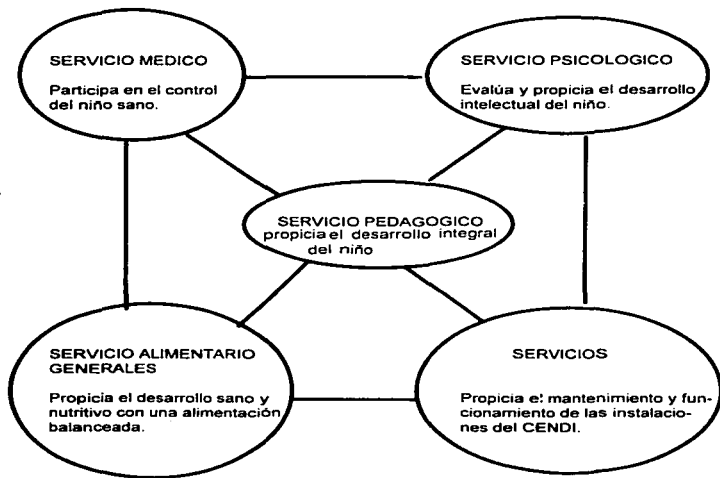 SERVICIO MEDICO
Participa en el control
del niño sano.
SERVICIO PSICOLOGICO
Evalúa y propicia el desarrollo
intelectual del niño.
SERVICIO PEDAGOGICO
propicia el desarrollo integral
del niño
SERVICIO ALIMENTARIO
GENERALES
Propicia el desarrollo sano y
nutritivo con una alimentación
balanceada.
SERVICIOS
Propicia el mantenimiento y fun-
cionamiento de las instalacio-
nes del CENDI.